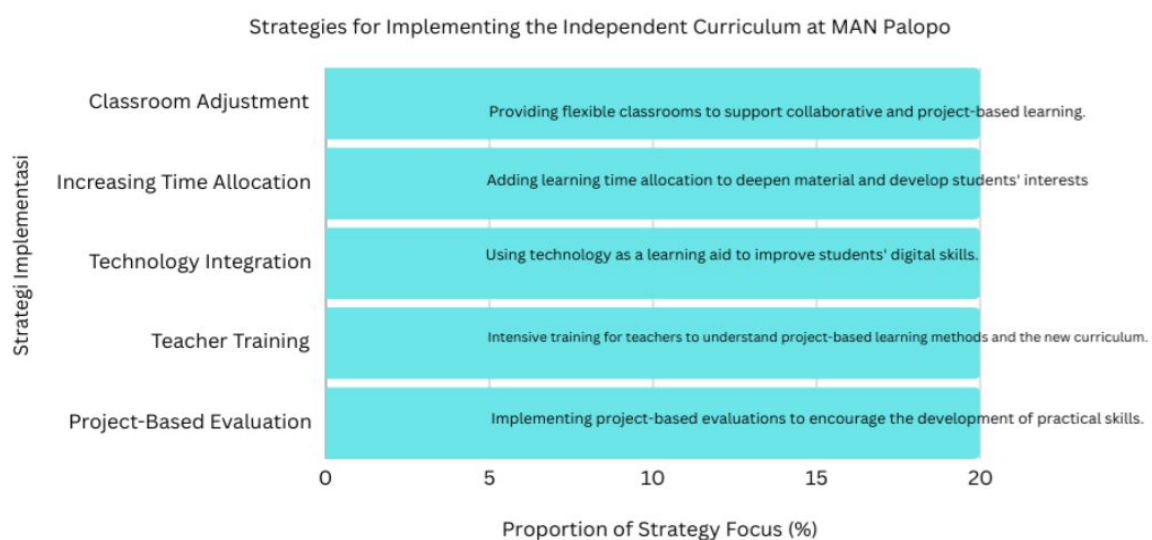 Strategies for Implementing the Independent Curriculum at MAN Palopo
Strategi Implementasi
Classroom Adjustment
Providing flexible classrooms to support collaborative and project-based learning.
Increasing Time Allocation
Adding learning time allocation to deepen material and develop students' interests
Technology Integration
Using technology as a learning aid to improve students' digital skills.
Teacher Training
Intensive training for teachers to understand project-based learning methods and the new curriculum.
Project-Based Evaluation
Implementing project-based evaluations to encourage the development of practical skills.
0 5 10 15 20
Proportion of Strategy Focus (%)